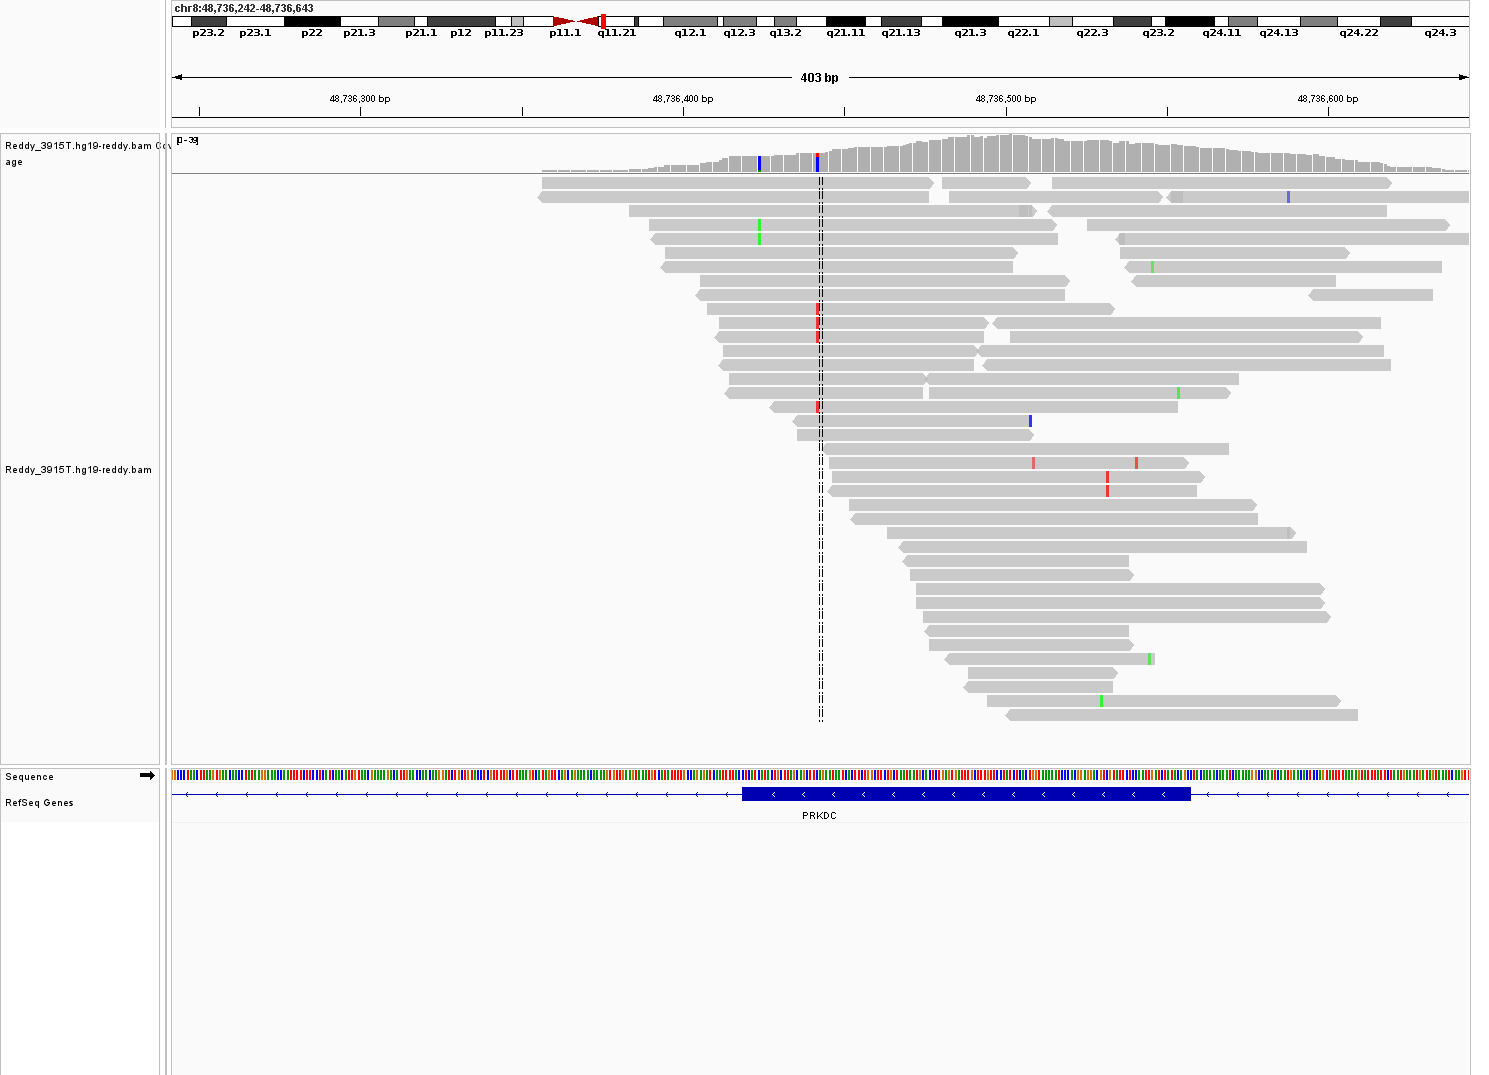 chr8:48,736,242-48,736,643
p23.2 p23.1 p22 p21.3 p21.1 p12 p11.23 p11.1 q11.21 q12.1 q12.3 q13.2 q21.11 q21.13 q21.3 q22.1 q22.3 q23.2 q24.11 q24.13 q24.22 q24.3
403 bp
48,736,300 bp 48,736,400 bp 48,736,500 bp 48,736,600 bp
[0-39]
Reddy_3915T.hg19-reddy.bam Cov
age
Reddy_3915T.hg19-reddy.bam
Sequence
RefSeq Genes
PRKDC